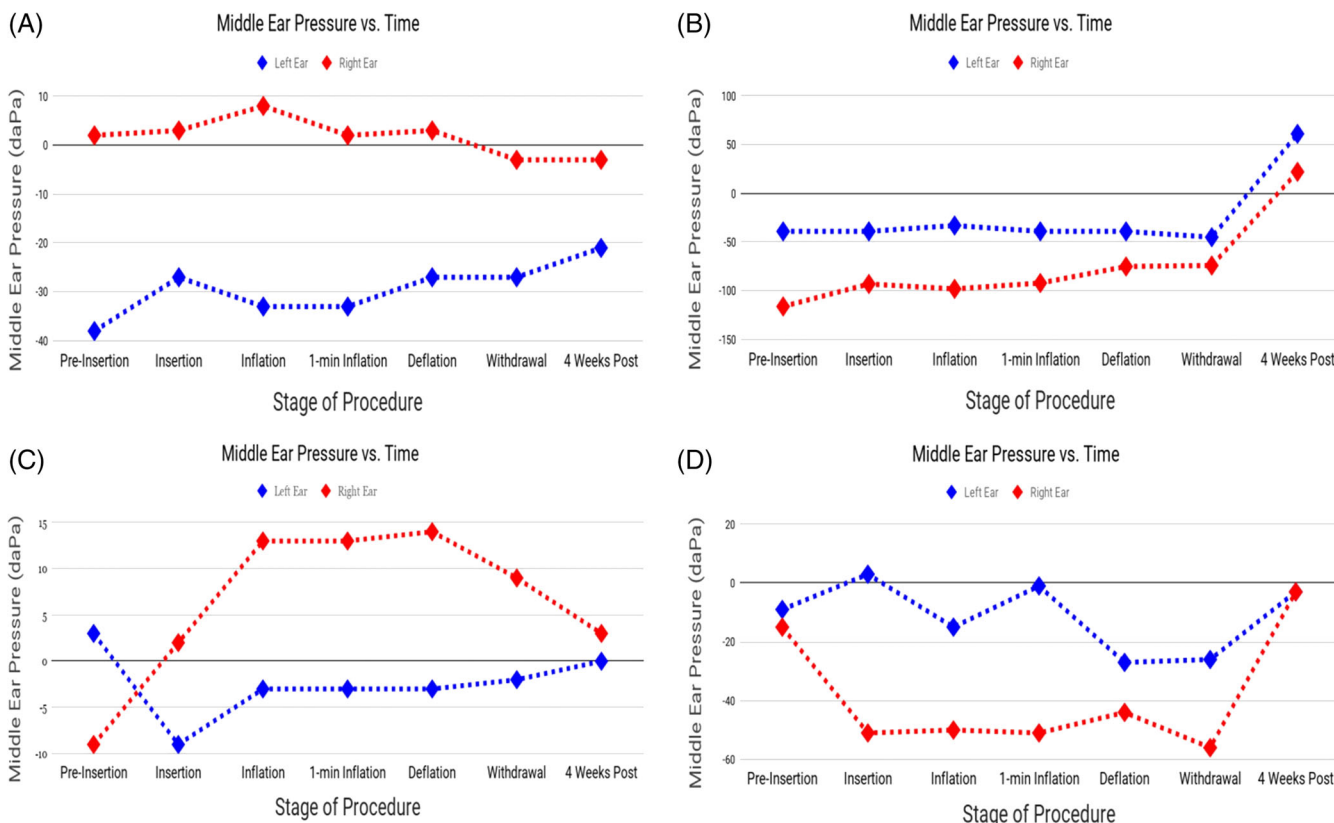 (A)
Middle Ear Pressure vs. Time
Left Ear Right Ear
Middle Ear Pressure (daPa)
10
0
-10
-20
-30
-40
Pre-Insertion Insertion Inflation 1-min Inflation Deflation Withdrawal 4 Weeks Post
Stage of Procedure
(B)
Middle Ear Pressure vs. Time
Left Ear Right Ear
Middle Ear Pressure (daPa)
100
50
0
-50
-100
-150
Pre-Insertion Insertion Inflation 1-min Inflation Deflation Withdrawal 4 Weeks Post
Stage of Procedure
(C)
Middle Ear Pressure vs. Time
Left Ear Right Ear
Middle Ear Pressure (daPa)
15
10
5
0
-5
-10
Pre-Insertion Insertion Inflation 1-min Inflation Deflation Withdrawal 4 Weeks Post
Stage of Procedure
(D)
Middle Ear Pressure vs. Time
Left Ear Right Ear
Middle Ear Pressure (daPa)
20
0
-20
-40
-60
Pre-Insertion Insertion Inflation 1-min Inflation Deflation Withdrawal 4 Weeks Post
Stage of Procedure